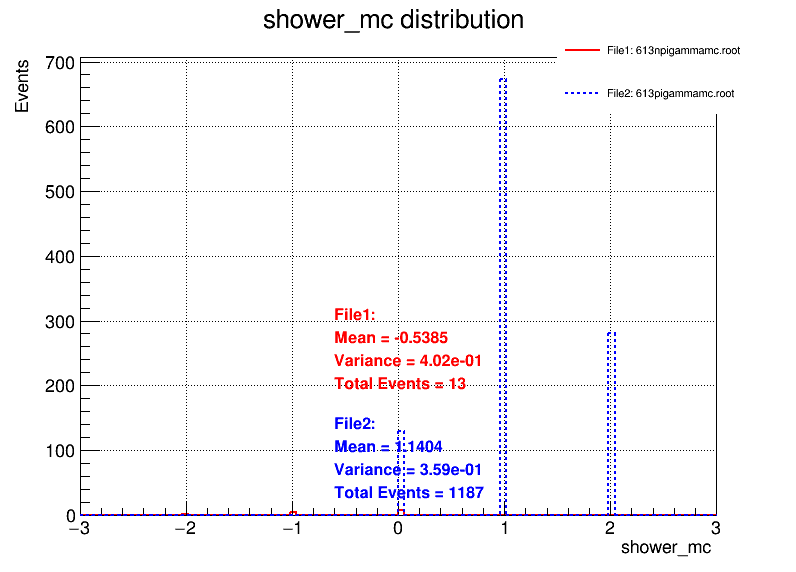 shower_mc distribution
File1: 613npigammamc.root
File2: 613pigammamc.root
Events
700
600
500
400
300
200
100
0
File1:
Mean = -0.5385
Variance = 4.02e-01
Total Events = 13
File2:
Mean = 1.1404
Variance = 3.59e-01
Total Events = 1187
−3 −2 −1 0 1 2 3
shower_mc